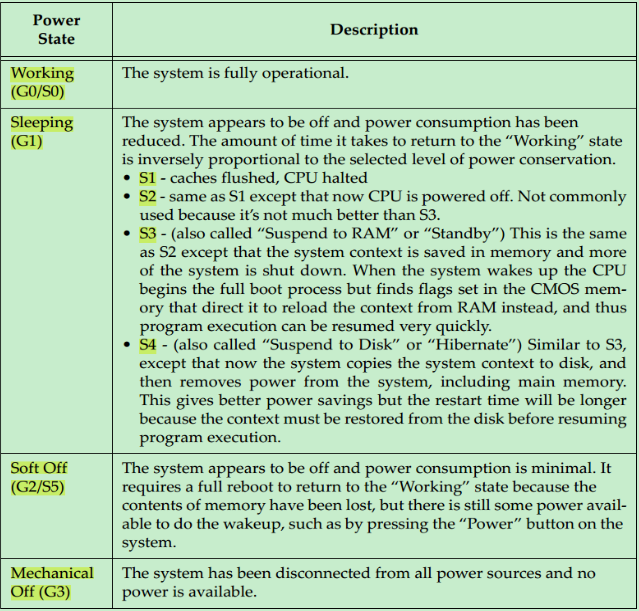 Power
State
Description
Working
(G0/S0)
The system is fully operational.
Sleeping
(G1)
The system appears to be off and power consumption has been
reduced. The amount of time it takes to return to the “Working” state
is inversely proportional to the selected level of power conservation.
• S1 - caches flushed, CPU halted
• S2 - same as S1 except that now CPU is powered off. Not commonly
used because it’s not much better than S3.
• S3 - (also called “Suspend to RAM” or “Standby”) This is the same
as S2 except that the system context is saved in memory and more
of the system is shut down. When the system wakes up the CPU
begins the full boot process but finds flags set in the CMOS mem-
ory that direct it to reload the context from RAM instead, and thus
program execution can be resumed very quickly.
• S4 - (also called “Suspend to Disk” or “Hibernate”) Similar to S3,
except that now the system copies the system context to disk, and
then removes power from the system, including main memory.
This gives better power savings but the restart time will be longer
because the context must be restored from the disk before resuming
program execution.
Soft Off
(G2/S5)
The system appears to be off and power consumption is minimal. It
requires a full reboot to return to the “Working” state because the
contents of memory have been lost, but there is still some power avail-
able to do the wakeup, such as by pressing the “Power” button on the
system.
Mechanical
Off (G3)
The system has been disconnected from all power sources and no
power is available.